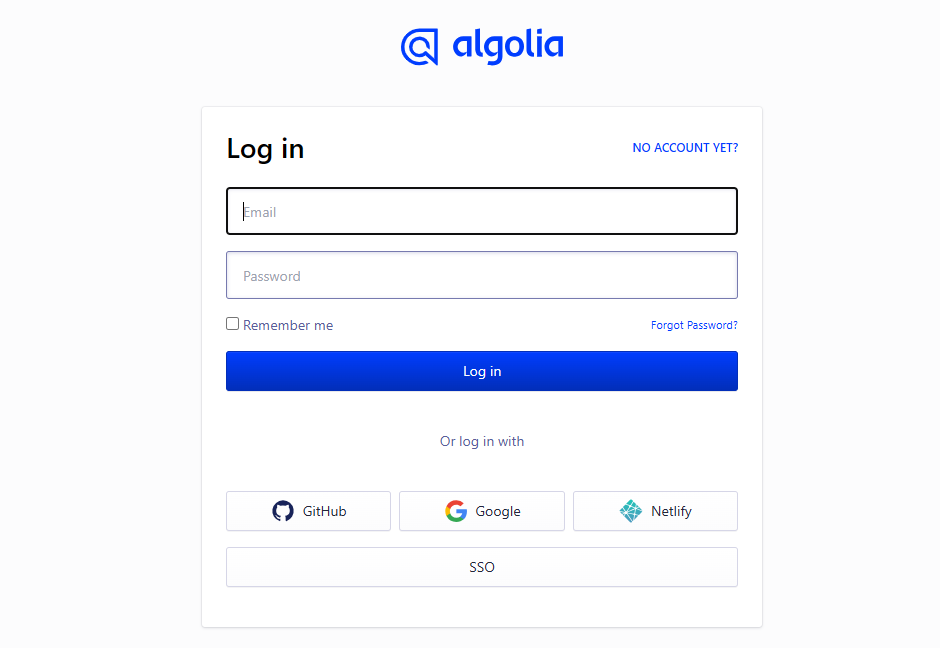 algolia
Log in
NO ACCOUNT YET?
Email
Password
Remember me
Forgot Password?
Log in
Or log in with
GitHub
Google
Netlify
SSO